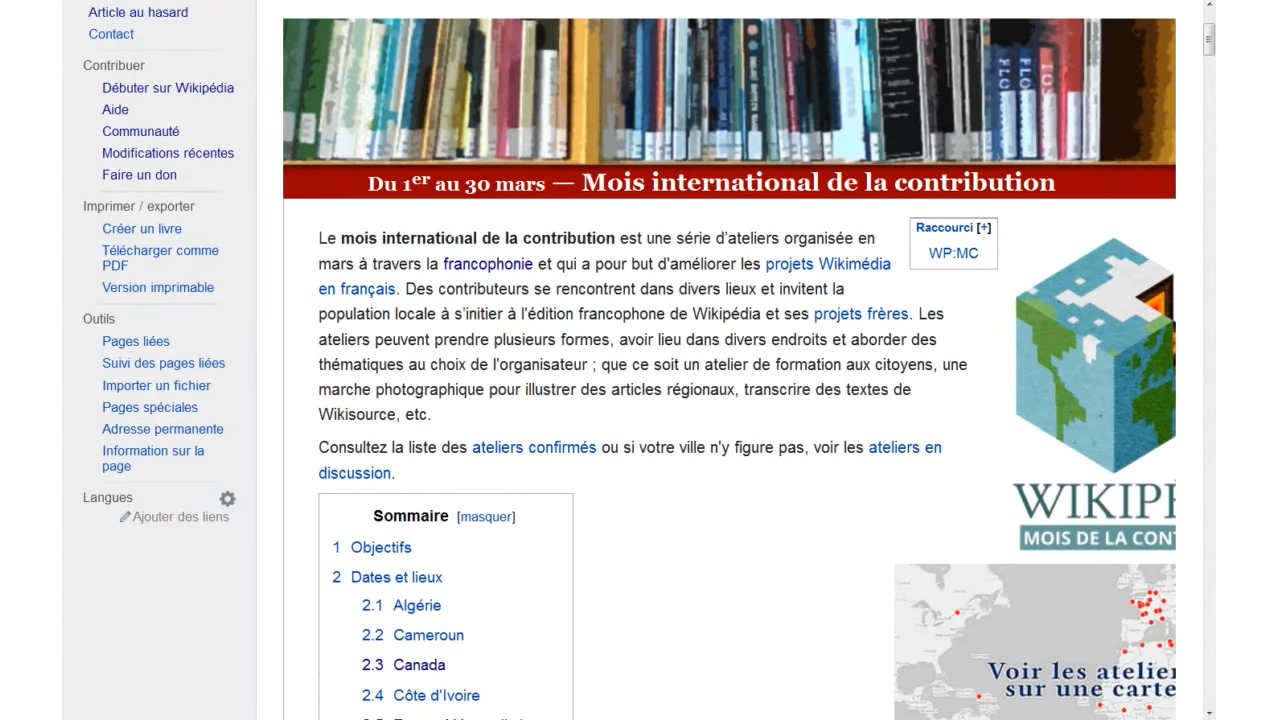 Article au hasard
Contact
Contribuer
Débuter sur Wikipédia
Aide
Communauté
Modifications récentes
Faire un don
Imprimer / exporter
Créer un livre
Télécharger comme
PDF
Version imprimable
Outils
Pages liées
Suivi des pages liées
Importer un fichier
Pages spéciales
Adresse permanente
Information sur la
page
Langues
Ajouter des liens
Du 1er au 30 mars — Mois international de la contribution
Le mois international de la contribution est une série d'ateliers organisée en
mars à travers la francophonie et qui a pour but d'améliorer les projets Wikimédia
en français. Des contributeurs se rencontrent dans divers lieux et invitent la
population locale à s'initier à l'édition francophone de Wikipédia et ses projets frères. Les
ateliers peuvent prendre plusieurs formes, avoir lieu dans divers endroits et aborder des
thématiques au choix de l'organisateur ; que ce soit un atelier de formation aux citoyens, une
marche photographique pour illustrer des articles régionaux, transcrire des textes de
Wikisource, etc.
Consultez la liste des ateliers confirmés ou si votre ville n'y figure pas, voir les ateliers en
discussion.
Raccourci [+]
WP:MC
Sommaire [masquer]
1 Objectifs
2 Dates et lieux
2.1 Algérie
2.2 Cameroun
2.3 Canada
2.4 Côte d'Ivoire
WIKIPE
MOIS DE LA CON
Voir les atelier
sur une carte